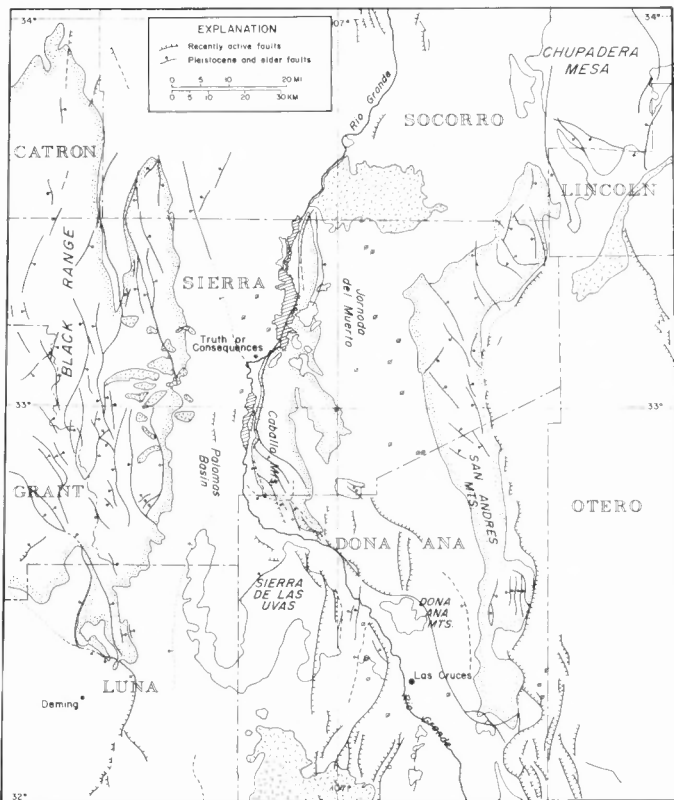 34°
107°
34°
EXPLANATION
Recently active faults
Pleistocene and older faults
0 5 10 20 MI
0 5 10 20 30 KM
CHUPADERA
MESA
Rio Grande
SOCORRO
CATRON
LINCOLN
BLACK RANGE
SIERRA
Jornada
del Muerto
Truth or
Consequences
33°
33°
Caballo Mts.
Palomas
Basin
GRANT
SAN ANDRES
MTS.
OTERO
DONA ANA
SIERRA
DE LAS
UVAS
DONA
ANA
MTS.
Las Cruces
LUNA
Deming
Rio Grande
32°
107°